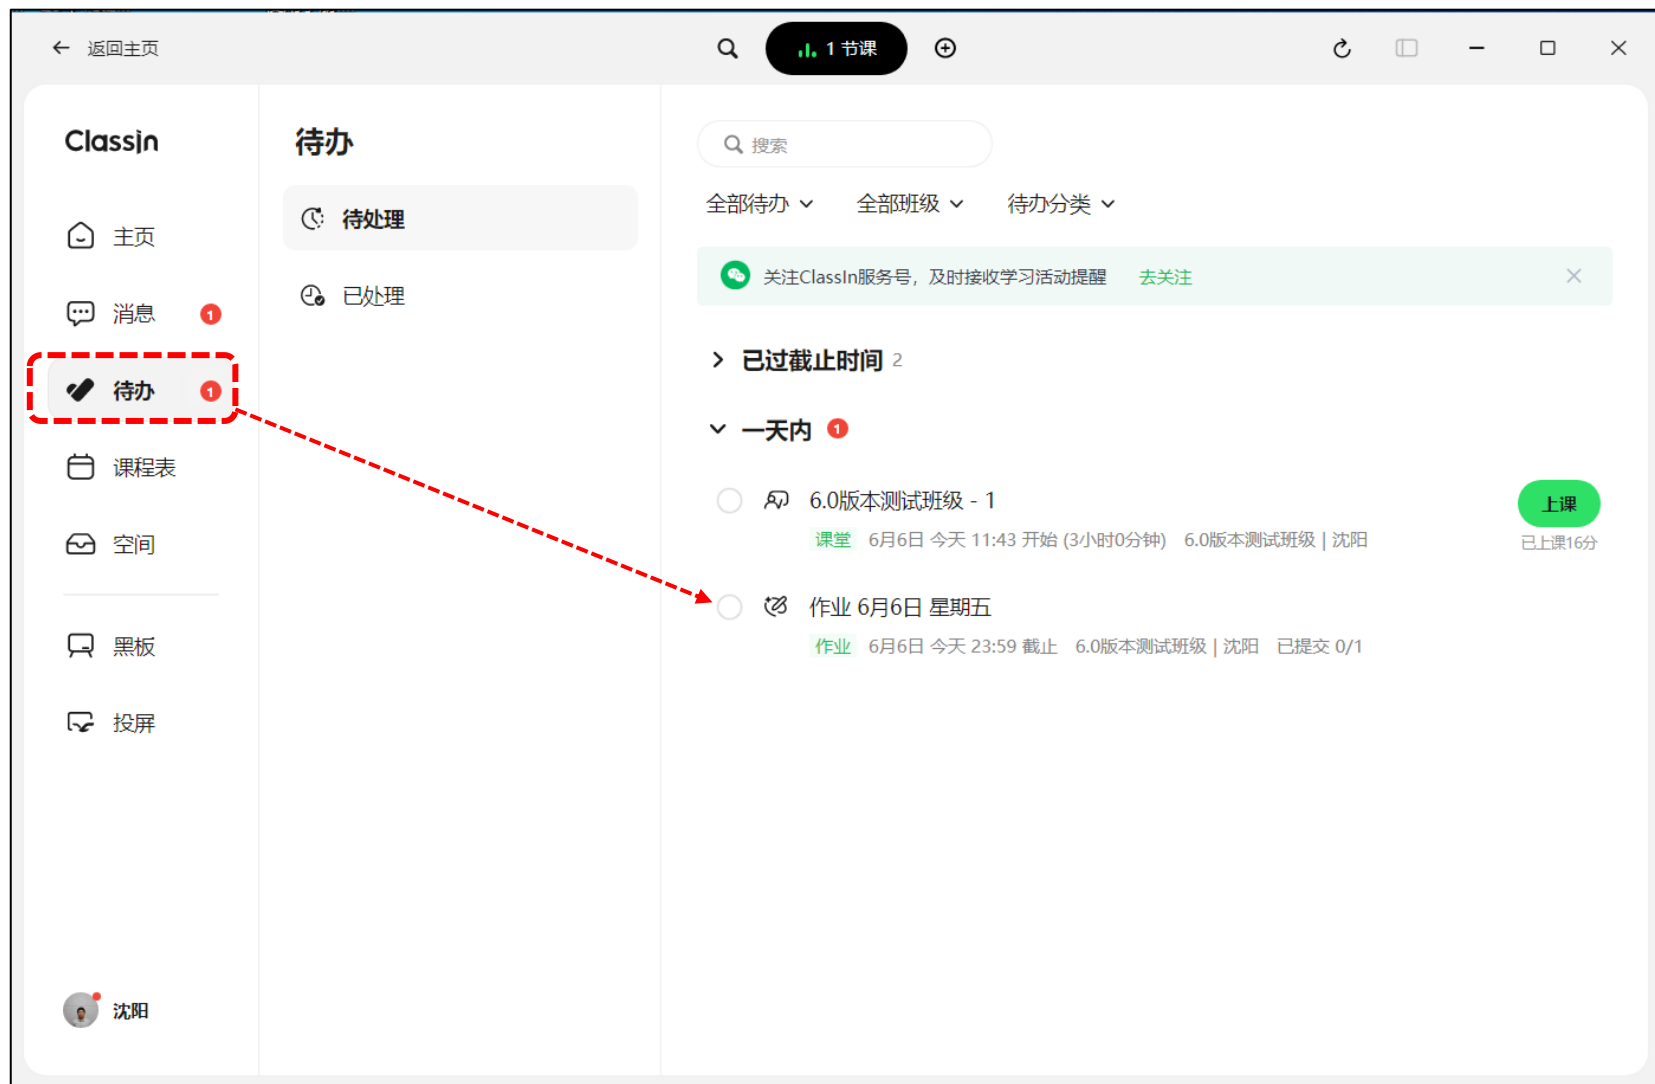 返回主页
1 节课
ClassIn
主页
消息 1
待办 1
课程表
空间
黑板
投屏
沈阳
待办
待处理
已处理
搜索
全部待办 全部班级 待办分类
关注ClassIn服务号，及时接收学习活动提醒 去关注
已过截止时间 2
一天内 1
6.0版本测试班级 - 1
上课
课堂 6月6日 今天 11:43 开始 (3小时0分钟) 6.0版本测试班级 | 沈阳
已上课16分
作业 6月6日 星期五
作业 6月6日 今天 23:59 截止 6.0版本测试班级 | 沈阳 已提交 0/1